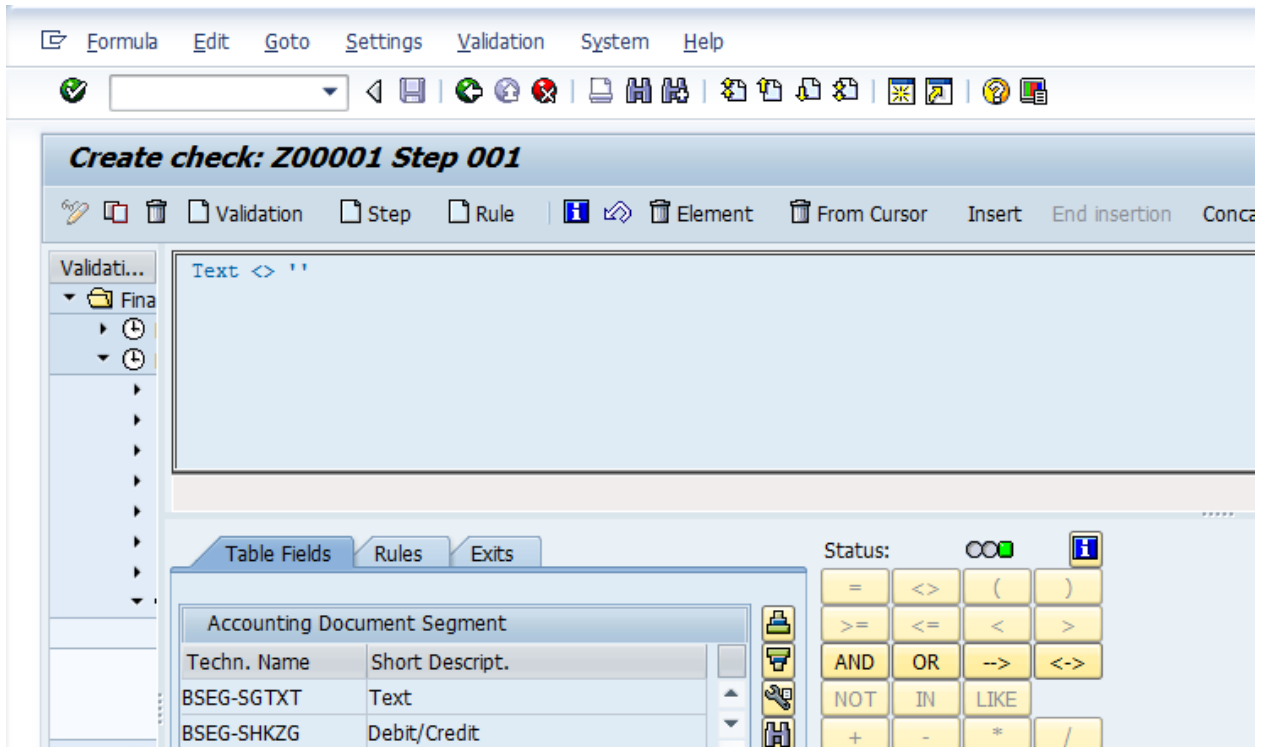 Formula Edit Goto Settings Validation System Help
Create check: Z00001 Step 001
Validation Step Rule Element From Cursor Insert End insertion Conca
Validati...
Text <> ''
Fina
Table Fields Rules Exits Status:
= <> ( )
Accounting Document Segment >= <= < >
Techn. Name Short Descript. AND OR --> <->
BSEG-SGTXT Text NOT IN LIKE
BSEG-SHKZG Debit/Credit + - * /